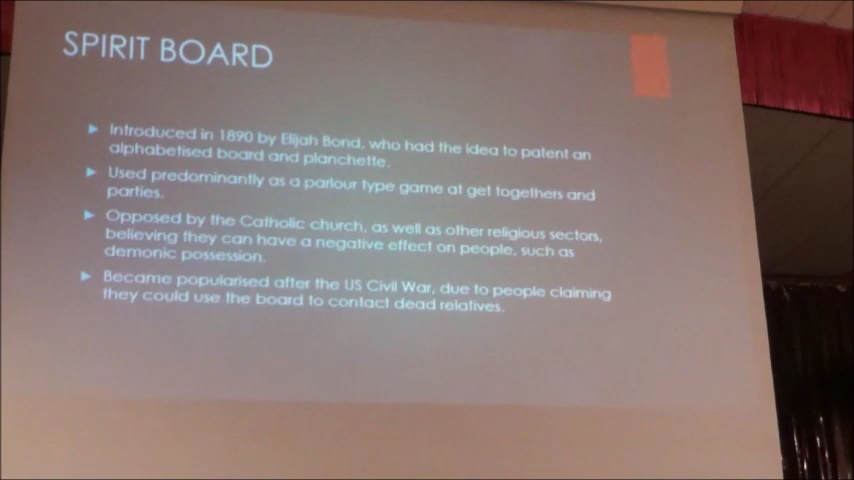 SPIRIT BOARD
Introduced in 1890 by Elijah Bond, who had the idea to patent an
alphabetised board and planchette.
Used predominantly as a parlour type game at get togethers and
parties.
Opposed by the Catholic church, as well as other religious sectors,
believing they can have a negative effect on people, such as
demonic possession.
Became popularised after the US Civil War, due to people claiming
they could use the board to contact dead relatives.